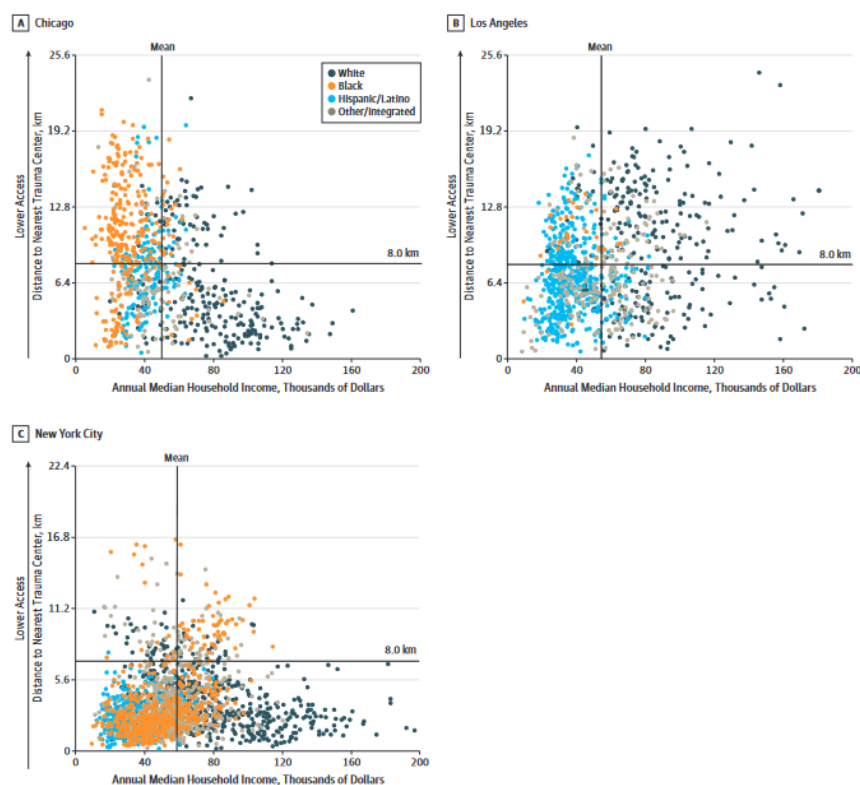 A Chicago
Mean
25.6
19.2
12.8
6.4
0
Lower Access
Distance to Nearest Trauma Center, km
White
Black
Hispanic/Latino
Other/integrated
8.0 km
0 40 80 120 160 200
Annual Median Household Income, Thousands of Dollars
B Los Angeles
Mean
25.6
19.2
12.8
6.4
0
Lower Access
Distance to Nearest Trauma Center, km
8.0 km
0 40 80 120 160 200
Annual Median Household Income, Thousands of Dollars
C New York City
Mean
22.4
16.8
11.2
5.6
0
Lower Access
Distance to Nearest Trauma Center, km
8.0 km
0 40 80 120 160 200
Annual Median Household Income, Thousands of Dollars